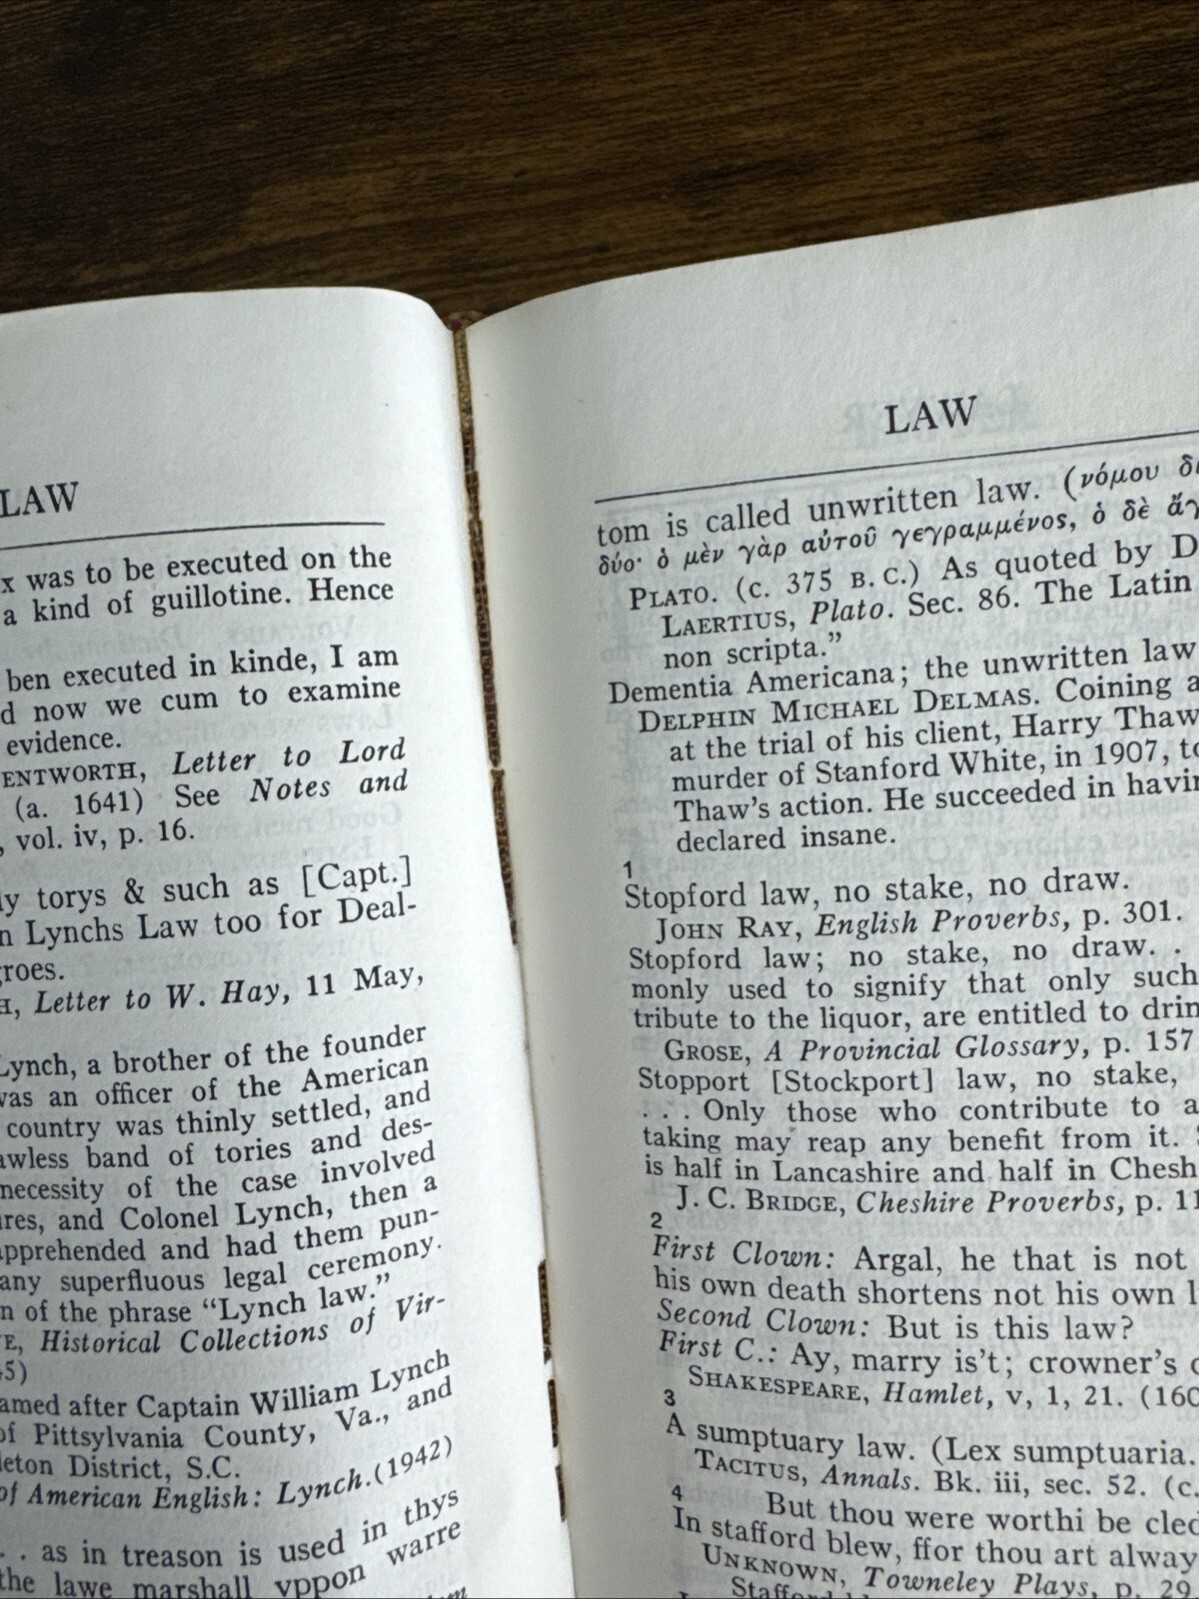 LAW
x was to be executed on the
a kind of guillotine. Hence
ben executed in kinde, I am
d now we cum to examine
evidence.
ENTWORTH, Letter to Lord
(a. 1641) See Notes and
, vol. iv, p. 16.
ly torys & such as [Capt.]
n Lynchs Law too for Deal-
groes.
H, Letter to W. Hay, 11 May,
Lynch, a brother of the founder
was an officer of the American
country was thinly settled, and
awless band of tories and des-
necessity of the case involved
ures, and Colonel Lynch, then a
apprehended and had them pun-
any superfluous legal ceremony.
n of the phrase “Lynch law.”
E, Historical Collections of Vir-
45)
amed after Captain William Lynch
of Pittsylvania County, Va., and
leton District, S.C.
of American English: Lynch. (1942)
. . as in treason is used in thys
the lawe marshall vppon warre
LAW
tom is called unwritten law. (νόμου δι
δύο· ὁ μὲν γὰρ αὐτοῦ γεγραμμένος, ὁ δὲ ἄγ
PLATO. (c. 375 B. C.) As quoted by D
LAERTIUS, Plato. Sec. 86. The Latin
non scripta.”
Dementia Americana; the unwritten law
DELPHIN MICHAEL DELMAS. Coining a
at the trial of his client, Harry Thaw
murder of Stanford White, in 1907, to
Thaw’s action. He succeeded in havin
declared insane.
1
Stopford law, no stake, no draw.
JOHN RAY, English Proverbs, p. 301.
Stopford law; no stake, no draw. .
monly used to signify that only such
tribute to the liquor, are entitled to drin
GROSE, A Provincial Glossary, p. 157
Stopport [Stockport] law, no stake,
. . . Only those who contribute to a
taking may reap any benefit from it.
is half in Lancashire and half in Chesh
J. C. BRIDGE, Cheshire Proverbs, p. 11
2
First Clown: Argal, he that is not
his own death shortens not his own l
Second Clown: But is this law?
First C.: Ay, marry is’t; crowner’s q
SHAKESPEARE, Hamlet, v, 1, 21. (160
3
A sumptuary law. (Lex sumptuaria.
TACITUS, Annals. Bk. iii, sec. 52. (c.
4
But thou were worthi be cled
In stafford blew, ffor thou art alway
UNKNOWN, Towneley Plays, p. 29